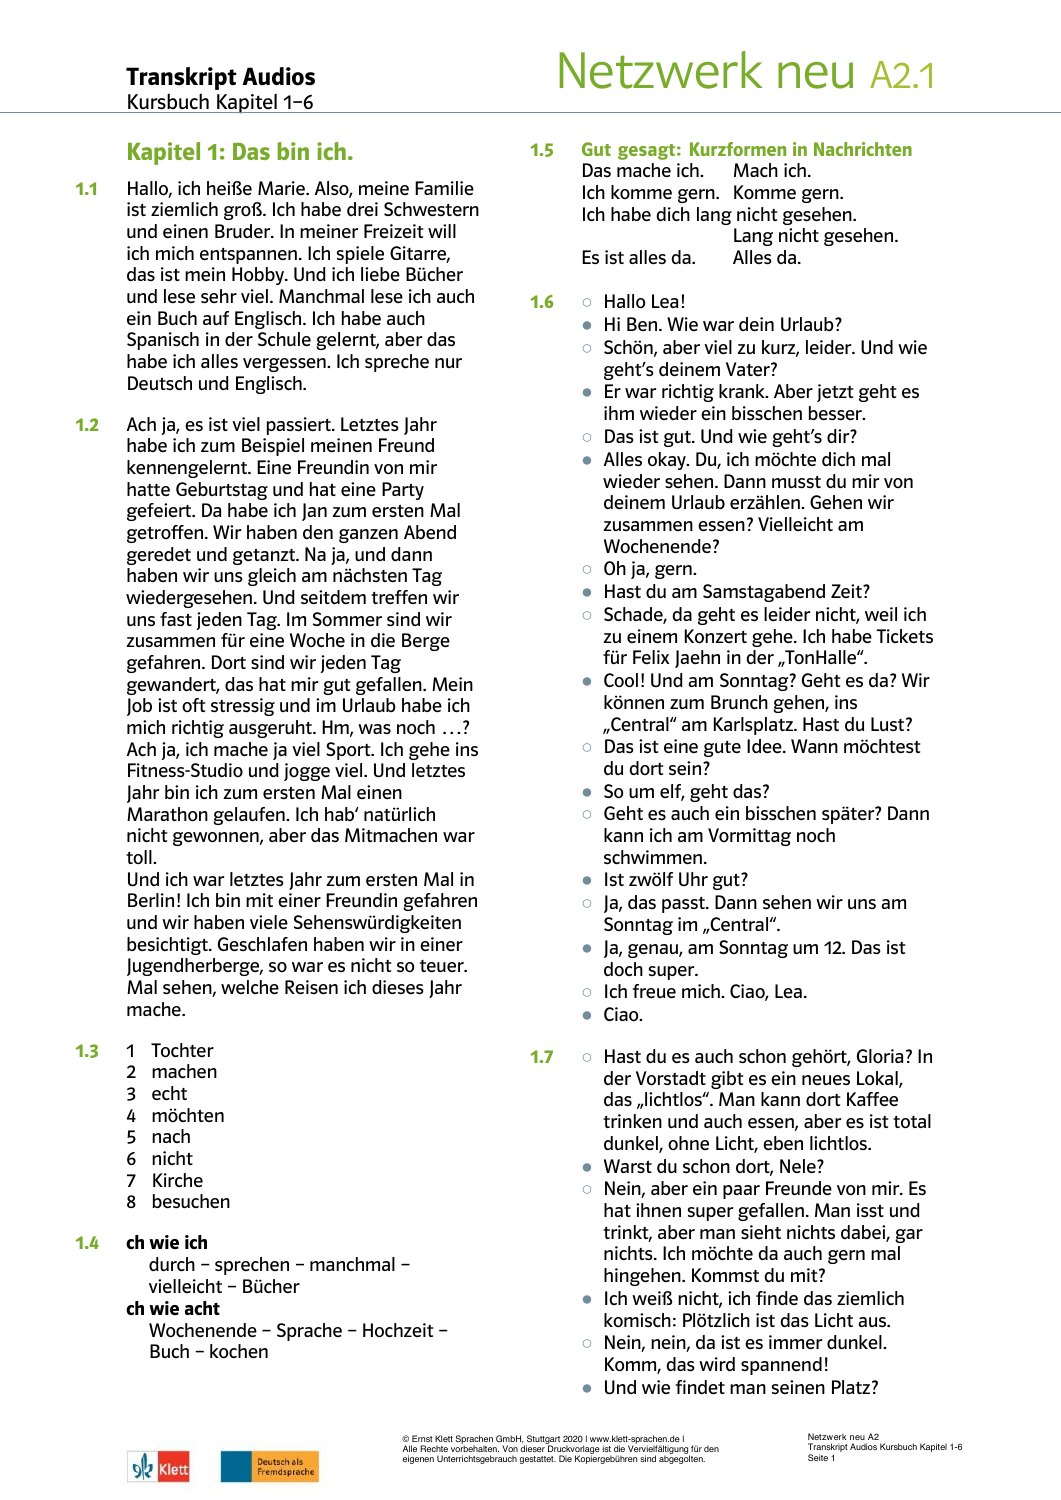 Transkript Audios
Kursbuch Kapitel 1–6
Netzwerk neu A2.1
Kapitel 1: Das bin ich.
1.1 Hallo, ich heiße Marie. Also, meine Familie
ist ziemlich groß. Ich habe drei Schwestern
und einen Bruder. In meiner Freizeit will
ich mich entspannen. Ich spiele Gitarre,
das ist mein Hobby. Und ich liebe Bücher
und lese sehr viel. Manchmal lese ich auch
ein Buch auf Englisch. Ich habe auch
Spanisch in der Schule gelernt, aber das
habe ich alles vergessen. Ich spreche nur
Deutsch und Englisch.
1.2 Ach ja, es ist viel passiert. Letztes Jahr
habe ich zum Beispiel meinen Freund
kennengelernt. Eine Freundin von mir
hatte Geburtstag und hat eine Party
gefeiert. Da habe ich Jan zum ersten Mal
getroffen. Wir haben den ganzen Abend
geredet und getanzt. Na ja, und dann
haben wir uns gleich am nächsten Tag
wiedergesehen. Und seitdem treffen wir
uns fast jeden Tag. Im Sommer sind wir
zusammen für eine Woche in die Berge
gefahren. Dort sind wir jeden Tag
gewandert, das hat mir gut gefallen. Mein
Job ist oft stressig und im Urlaub habe ich
mich richtig ausgeruht. Hm, was noch …?
Ach ja, ich mache ja viel Sport. Ich gehe ins
Fitness-Studio und jogge viel. Und letztes
Jahr bin ich zum ersten Mal einen
Marathon gelaufen. Ich hab‘ natürlich
nicht gewonnen, aber das Mitmachen war
toll.
Und ich war letztes Jahr zum ersten Mal in
Berlin! Ich bin mit einer Freundin gefahren
und wir haben viele Sehenswürdigkeiten
besichtigt. Geschlafen haben wir in einer
Jugendherberge, so war es nicht so teuer.
Mal sehen, welche Reisen ich dieses Jahr
mache.
1.3 1 Tochter
2 machen
3 echt
4 möchten
5 nach
6 nicht
7 Kirche
8 besuchen
1.4 ch wie ich
durch – sprechen – manchmal –
vielleicht – Bücher
ch wie acht
Wochenende – Sprache – Hochzeit –
Buch – kochen
1.5 Gut gesagt: Kurzformen in Nachrichten
Das mache ich. Mach ich.
Ich komme gern. Komme gern.
Ich habe dich lang nicht gesehen.
Lang nicht gesehen.
Es ist alles da. Alles da.
1.6 ○ Hallo Lea!
● Hi Ben. Wie war dein Urlaub?
○ Schön, aber viel zu kurz, leider. Und wie
geht’s deinem Vater?
● Er war richtig krank. Aber jetzt geht es
ihm wieder ein bisschen besser.
○ Das ist gut. Und wie geht’s dir?
● Alles okay. Du, ich möchte dich mal
wieder sehen. Dann musst du mir von
deinem Urlaub erzählen. Gehen wir
zusammen essen? Vielleicht am
Wochenende?
○ Oh ja, gern.
● Hast du am Samstagabend Zeit?
○ Schade, da geht es leider nicht, weil ich
zu einem Konzert gehe. Ich habe Tickets
für Felix Jaehn in der „TonHalle“.
● Cool! Und am Sonntag? Geht es da? Wir
können zum Brunch gehen, ins
„Central“ am Karlsplatz. Hast du Lust?
○ Das ist eine gute Idee. Wann möchtest
du dort sein?
● So um elf, geht das?
○ Geht es auch ein bisschen später? Dann
kann ich am Vormittag noch
schwimmen.
● Ist zwölf Uhr gut?
○ Ja, das passt. Dann sehen wir uns am
Sonntag im „Central“.
● Ja, genau, am Sonntag um 12. Das ist
doch super.
○ Ich freue mich. Ciao, Lea.
● Ciao.
1.7 ○ Hast du es auch schon gehört, Gloria? In
der Vorstadt gibt es ein neues Lokal,
das „lichtlos“. Man kann dort Kaffee
trinken und auch essen, aber es ist total
dunkel, ohne Licht, eben lichtlos.
● Warst du schon dort, Nele?
○ Nein, aber ein paar Freunde von mir. Es
hat ihnen super gefallen. Man isst und
trinkt, aber man sieht nichts dabei, gar
nichts. Ich möchte da auch gern mal
hingehen. Kommst du mit?
● Ich weiß nicht, ich finde das ziemlich
komisch: Plötzlich ist das Licht aus.
○ Nein, nein, da ist es immer dunkel.
Komm, das wird spannend!
● Und wie findet man seinen Platz?
Klett
Deutsch als
Fremdsprache
© Ernst Klett Sprachen GmbH, Stuttgart 2020 | www.klett-sprachen.de |
Alle Rechte vorbehalten. Von dieser Druckvorlage ist die Vervielfältigung für den
eigenen Unterrichtsgebrauch gestattet. Die Kopiergebühren sind abgegolten.
Netzwerk neu A2
Transkript Audios Kursbuch Kapitel 1-6
Seite 1